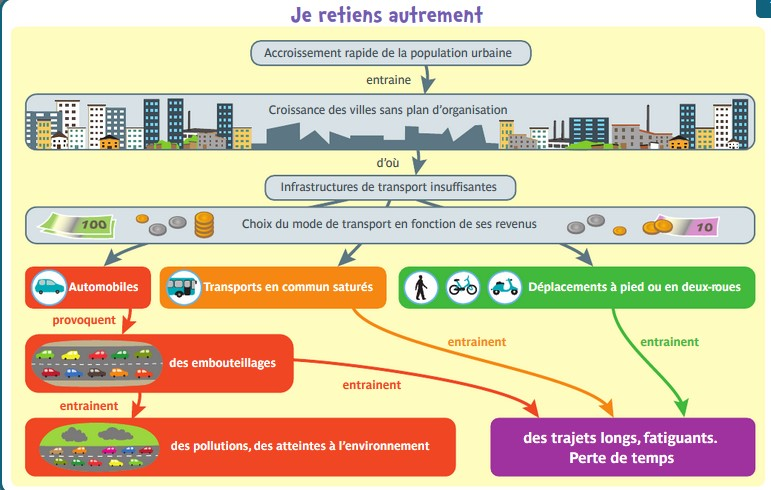 Je retiens autrement
Accroissement rapide de la population urbaine
entraine
Croissance des villes sans plan d'organisation
d'où
Infrastructures de transport insuffisantes
100
Choix du mode de transport en fonction de ses revenus
10
Automobiles
Transports en commun saturés
Déplacements à pied ou en deux-roues
provoquent
des embouteillages
entrainent
entrainent
entrainent
entrainent
des pollutions, des atteintes à l'environnement
des trajets longs, fatiguants.
Perte de temps